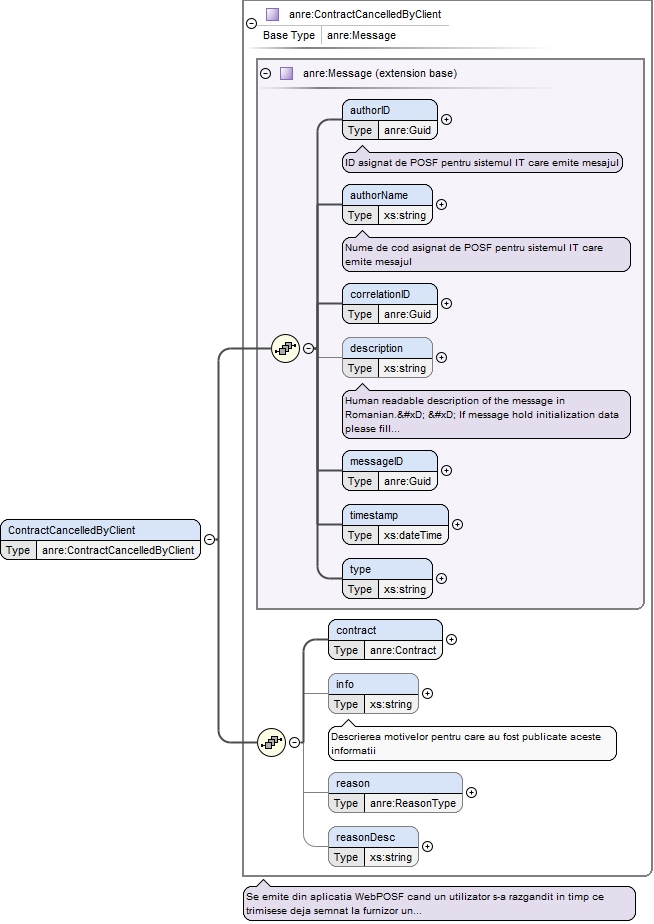 anre:ContractCancelledByClient
Base Type anre:Message
anre:Message (extension base)
authorID
Type anre:Guid
ID asignat de POSF pentru sistemul IT care emite mesajul
authorName
Type xs:string
Nume de cod asignat de POSF pentru sistemul IT care
emite mesajul
correlationID
Type anre:Guid
description
Type xs:string
Human readable description of the message in
Romanian.&#xD; &#xD; If message hold initialization data
please fill...
messageID
Type anre:Guid
timestamp
Type xs:dateTime
type
Type xs:string
ContractCancelledByClient
Type anre:ContractCancelledByClient
contract
Type anre:Contract
info
Type xs:string
Descrierea motivelor pentru care au fost publicate aceste
informatii
reason
Type anre:ReasonType
reasonDesc
Type xs:string
Se emite din aplicatia WebPOSF cand un utilizator s-a razgandit in timp ce
trimisese deja semnat la furnizor un...